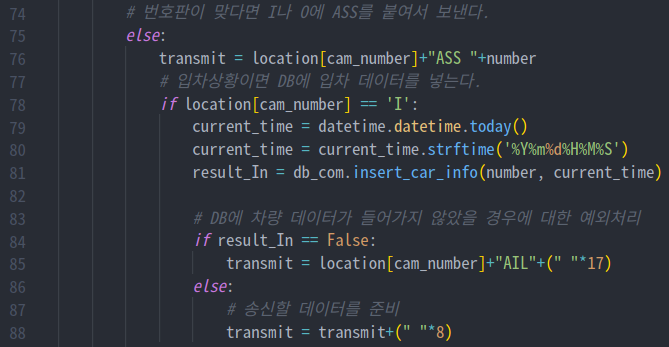 74 # 번호판이 맞다면 I나 O에 ASS를 붙여서 보낸다.
75 else:
76 transmit = location[cam_number]+"ASS "+number
77 # 입차상황이면 DB에 입차 데이터를 넣는다.
78 if location[cam_number] == 'I':
79 current_time = datetime.datetime.today()
80 current_time = current_time.strftime('%Y%m%d%H%M%S')
81 result_In = db_com.insert_car_info(number, current_time)
82
83 # DB에 차량 데이터가 들어가지 않았을 경우에 대한 예외처리
84 if result_In == False:
85 transmit = location[cam_number]+"AIL"+(" "*17)
86 else:
87 # 송신할 데이터를 준비
88 transmit = transmit+(" "*8)